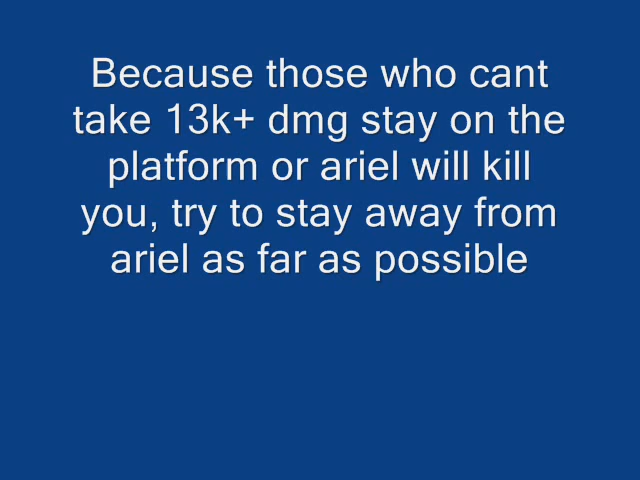 Because those who cant
take 13k+ dmg stay on the
platform or ariel will kill
you, try to stay away from
ariel as far as possible